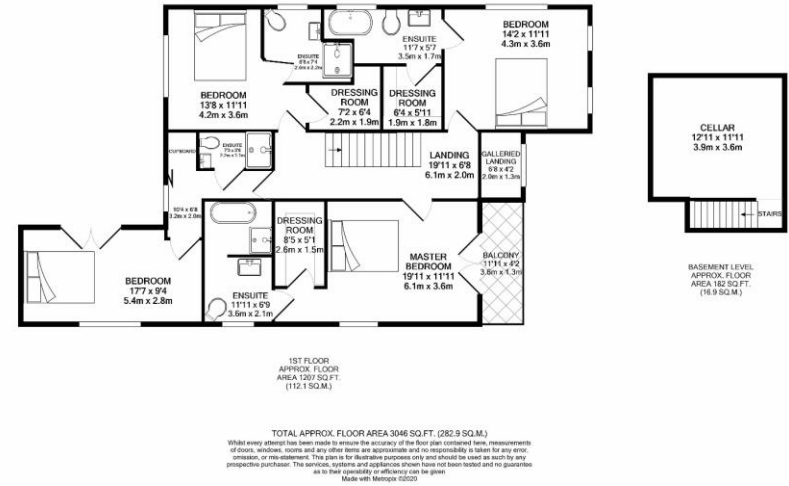 BEDROOM
13'8 x 11'11
4.2m x 3.6m
ENSUITE
ENSUITE
11'7 x 5'7
3.5m x 1.7m
BEDROOM
14'2 x 11'11
4.3m x 3.6m
DRESSING
ROOM
7'2 x 6'4
2.2m x 1.9m
DRESSING
ROOM
6'4 x 5'11
1.9m x 1.8m
CUPBOARD
ENSUITE
LANDING
19'11 x 6'8
6.1m x 2.0m
GALLERIED
LANDING
6'8 x 4'2
2.0m x 1.3m
10'4 x 6'8
3.2m x 2.0m
BEDROOM
17'7 x 9'4
5.4m x 2.8m
DRESSING
ROOM
8'5 x 5'1
2.6m x 1.5m
ENSUITE
11'11 x 6'9
3.6m x 2.1m
MASTER
BEDROOM
19'11 x 11'11
6.1m x 3.6m
BALCONY
11'11 x 4'2
3.6m x 1.3m
1ST FLOOR
APPROX. FLOOR
AREA 1207 SQ.FT.
(112.1 SQ.M.)
CELLAR
12'11 x 11'11
3.9m x 3.6m
STAIRS
BASEMENT LEVEL
APPROX. FLOOR
AREA 182 SQ.FT.
(16.9 SQ.M.)
TOTAL APPROX. FLOOR AREA 3046 SQ.FT. (282.9 SQ.M.)
Whilst every attempt has been made to ensure the accuracy of the floor plan contained here, measurements
of doors, windows, rooms and any other items are approximate and no responsibility is taken for any error,
omission, or mis-statement. This plan is for illustrative purposes only and should be used as such by any
prospective purchaser. The services, systems and appliances shown have not been tested and no guarantee
as to their operability or efficiency can be given
Made with Metropix ©2020